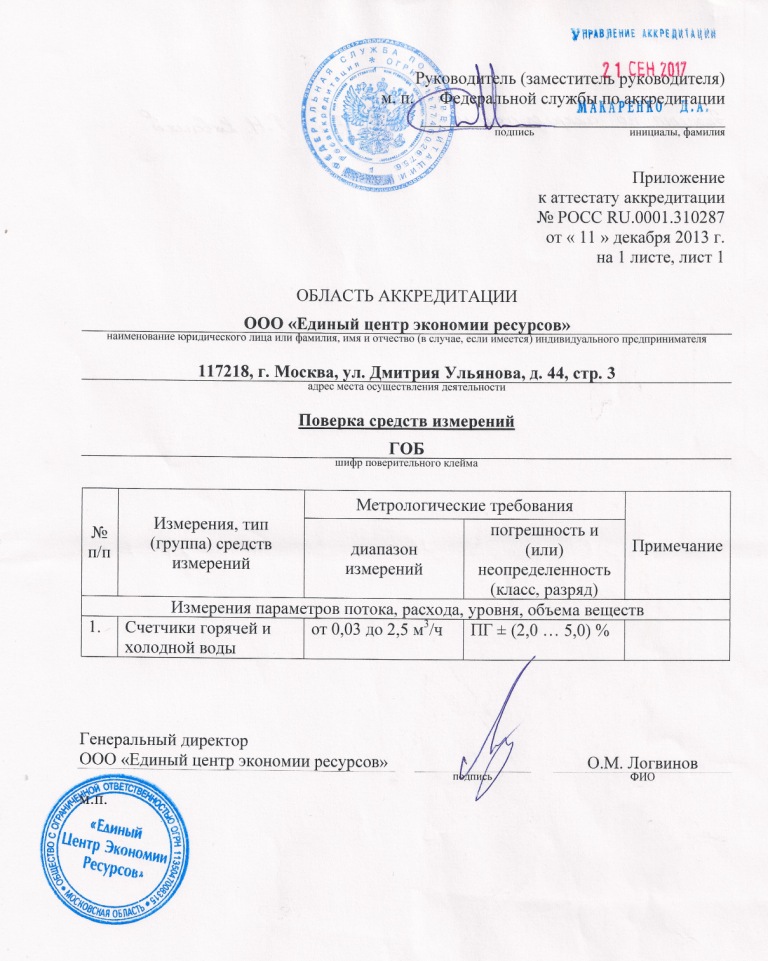 УПРАВЛЕНИЕ АККРЕДИТАЦИИ
21 СЕН 2017
Руководитель (заместитель руководителя)
м. п. Федеральной службы по аккредитации
МАКАРЕНКО Д.А.
подпись инициалы, фамилия
ФЕДЕРАЛЬНАЯ СЛУЖБА ПО АККРЕДИТАЦИИ
Росаккредитация
Приложение
к аттестату аккредитации
№ РОСС RU.0001.310287
от « 11 » декабря 2013 г.
на 1 листе, лист 1
ОБЛАСТЬ АККРЕДИТАЦИИ
ООО «Единый центр экономии ресурсов»
наименование юридического лица или фамилия, имя и отчество (в случае, если имеется) индивидуального предпринимателя
117218, г. Москва, ул. Дмитрия Ульянова, д. 44, стр. 3
адрес места осуществления деятельности
Поверка средств измерений
ГОБ
шифр поверительного клейма
№
п/п
Измерения, тип
(группа) средств
измерений
Метрологические требования
диапазон
измерений
погрешность и
(или)
неопределенность
(класс, разряд)
Примечание
Измерения параметров потока, расхода, уровня, объема веществ
1. Счетчики горячей и от 0,03 до 2,5 м³/ч ПГ ± (2,0 … 5,0) %
холодной воды
Генеральный директор
ООО «Единый центр экономии ресурсов» О.М. Логвинов
подпись ФИО
м.п.
ОБЩЕСТВО С ОГРАНИЧЕННОЙ ОТВЕТСТВЕННОСТЬЮ ОГРН 1135047008315
МОСКОВСКАЯ ОБЛАСТЬ
«Единый
Центр Экономии
Ресурсов»